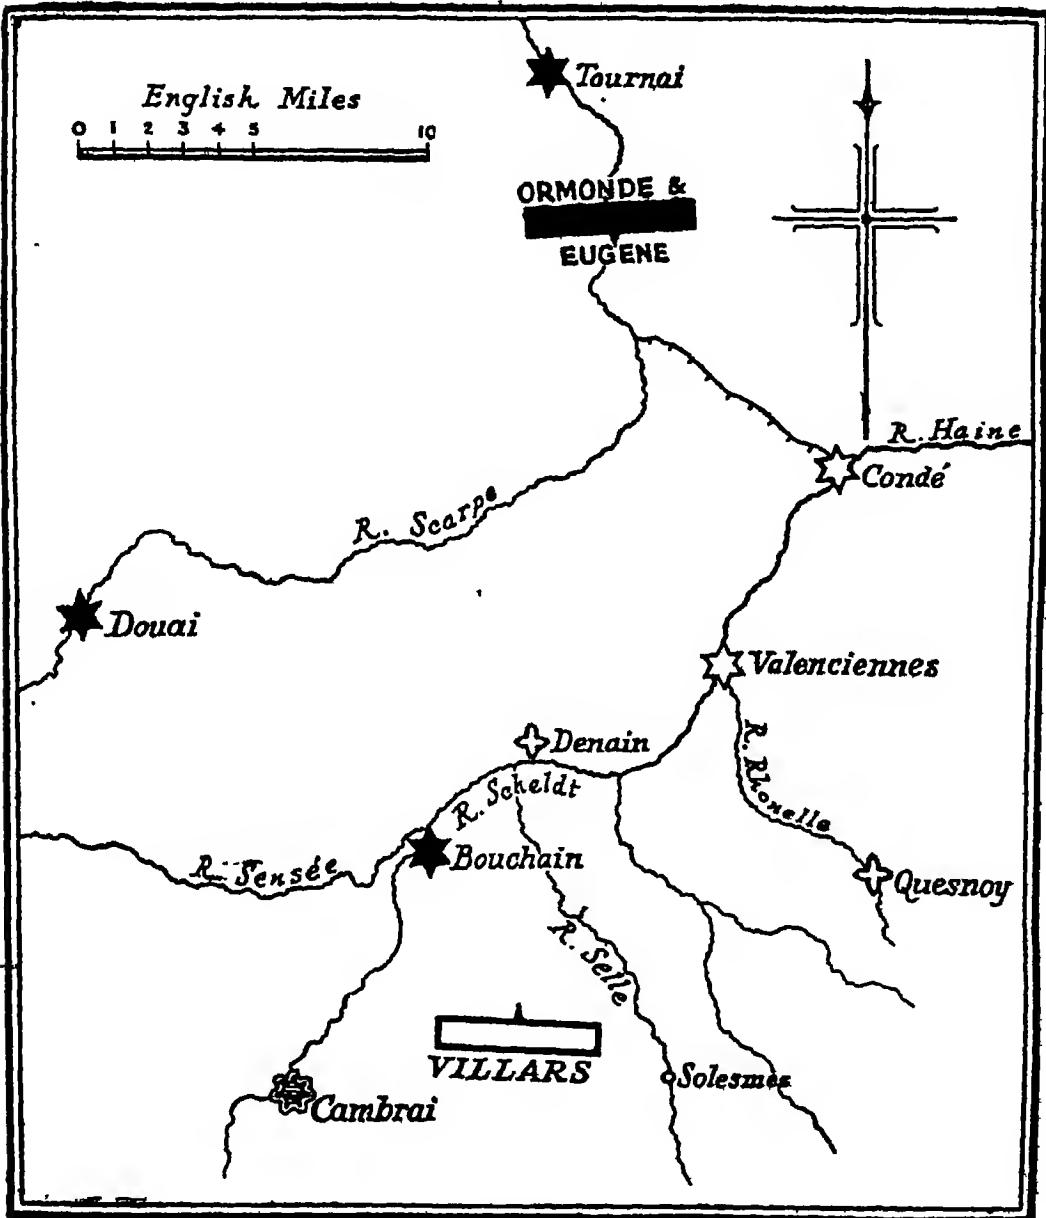 Tournai
English Miles
0 1 2 3 4 5 10
ORMONDE &
EUGENE
R. Haine
Condé
R. Scarpe
Douai
Valenciennes
Denain
R. Rhonelle
R. Scheldt
Bouchain
R. Sensée
Quesnoy
R. Selle
VILLARS
Solesmes
Cambrai